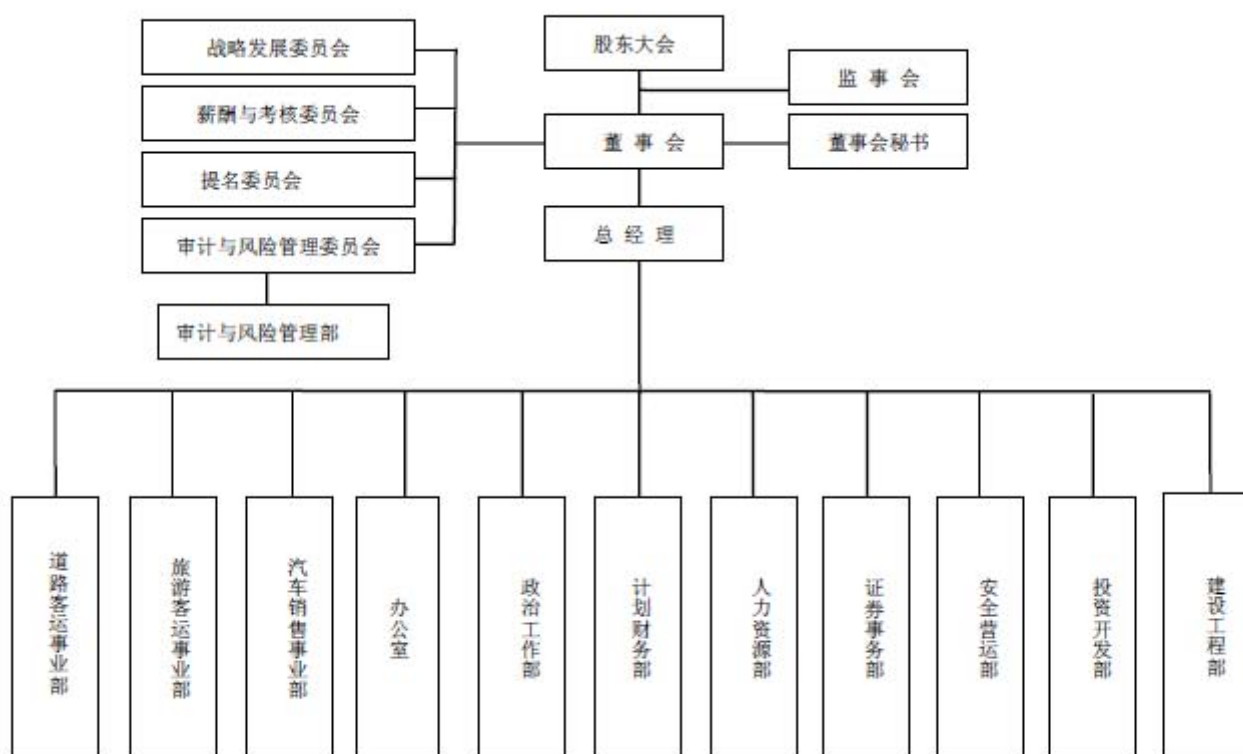 战略发展委员会
股东大会
监 事 会
薪酬与考核委员会
董 事 会
董事会秘书
提名委员会
总 经 理
审计与风险管理委员会
审计与风险管理部
道路客运事业部
旅游客运事业部
汽车销售事业部
办公室
政治工作部
计划财务部
人力资源部
证券事务部
安全营运部
投资开发部
建设工程部